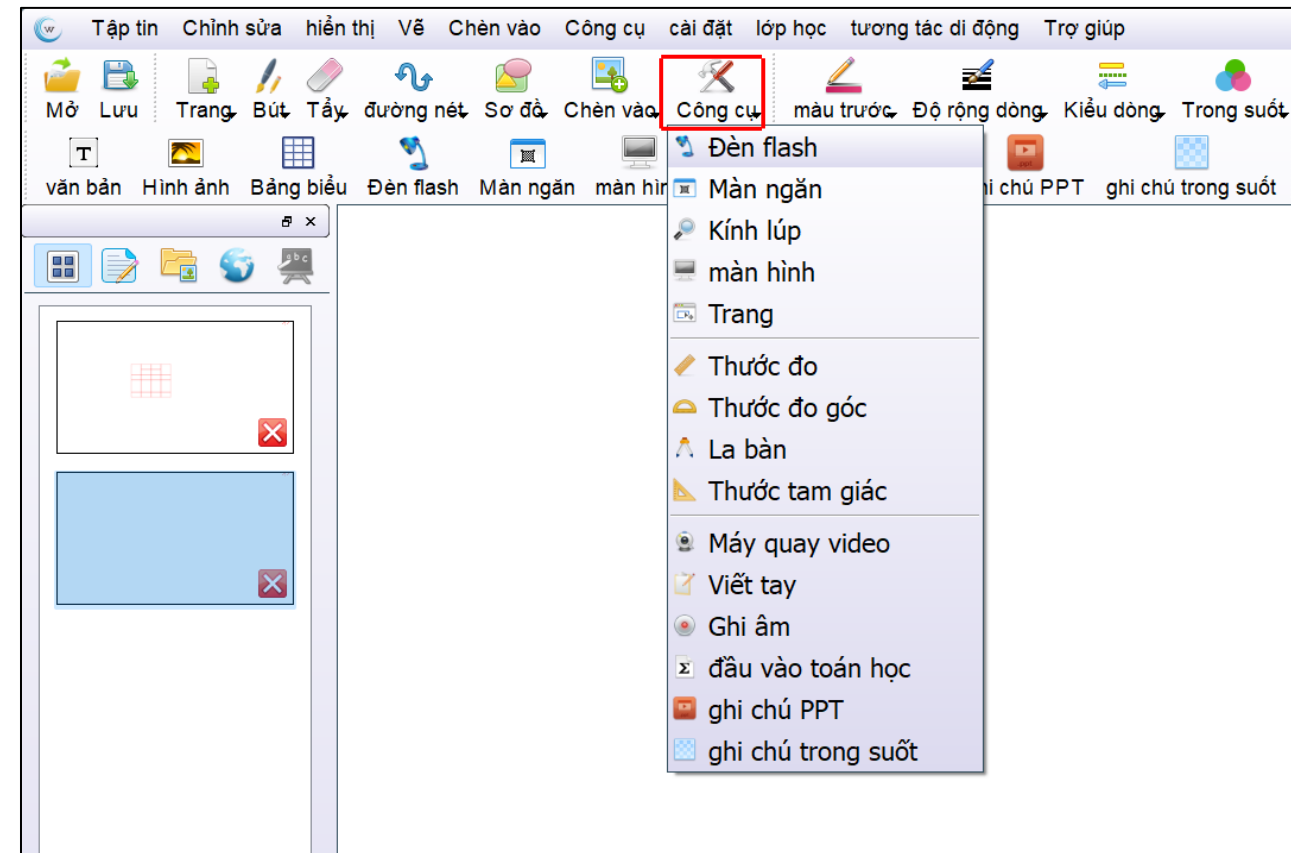 Tập tin Chỉnh sửa hiển thị Vẽ Chèn vào Công cụ cài đặt lớp học tương tác di động Trợ giúp
Mở Lưu Trang Bút Tẩy đường nét Sơ đồ Chèn vào Công cụ màu trước Độ rộng dòng Kiểu dòng Trong suốt
văn bản Hình ảnh Bảng biểu Đèn flash Màn ngăn màn hìn hi chú PPT ghi chú trong suốt
Đèn flash
Màn ngăn
Kính lúp
màn hình
Trang
Thước đo
Thước đo góc
La bàn
Thước tam giác
Máy quay video
Viết tay
Ghi âm
đầu vào toán học
ghi chú PPT
ghi chú trong suốt